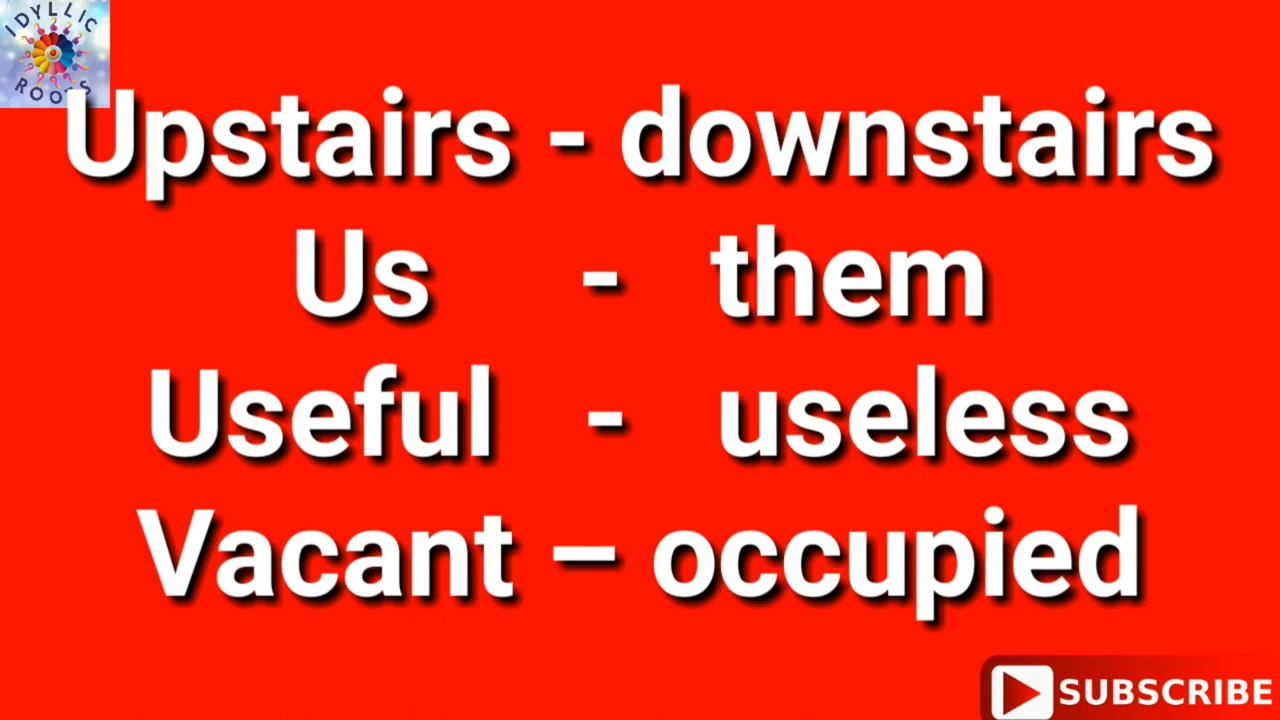 IDYLLIC
ROOTS
Upstairs - downstairs
Us - them
Useful - useless
Vacant – occupied
SUBSCRIBE